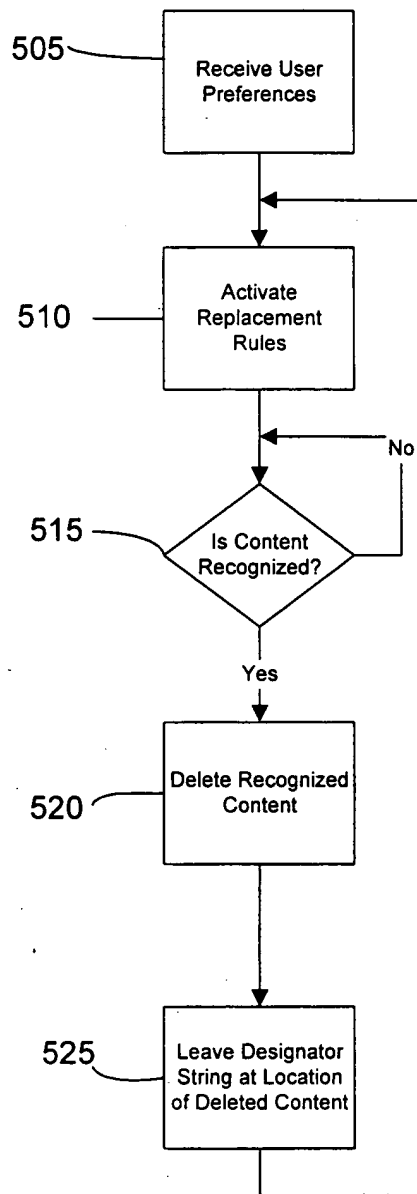 505
Receive User
Preferences
510
Activate
Replacement
Rules
No
515
Is Content
Recognized?
Yes
520
Delete Recognized
Content
525
Leave Designator
String at Location
of Deleted Content